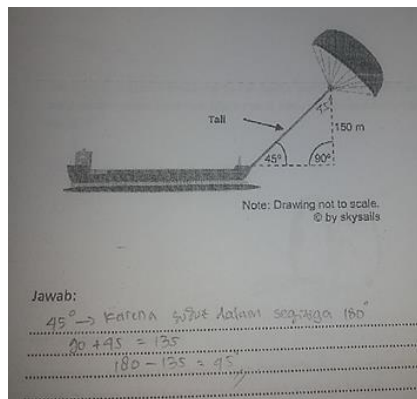 45
Tali
150 m
45°
90°
Note: Drawing not to scale.
© by skysails
Jawab:
45° → Karena sudut dalam segitiga 180°
90 + 45 = 135
180 - 135 = 45°